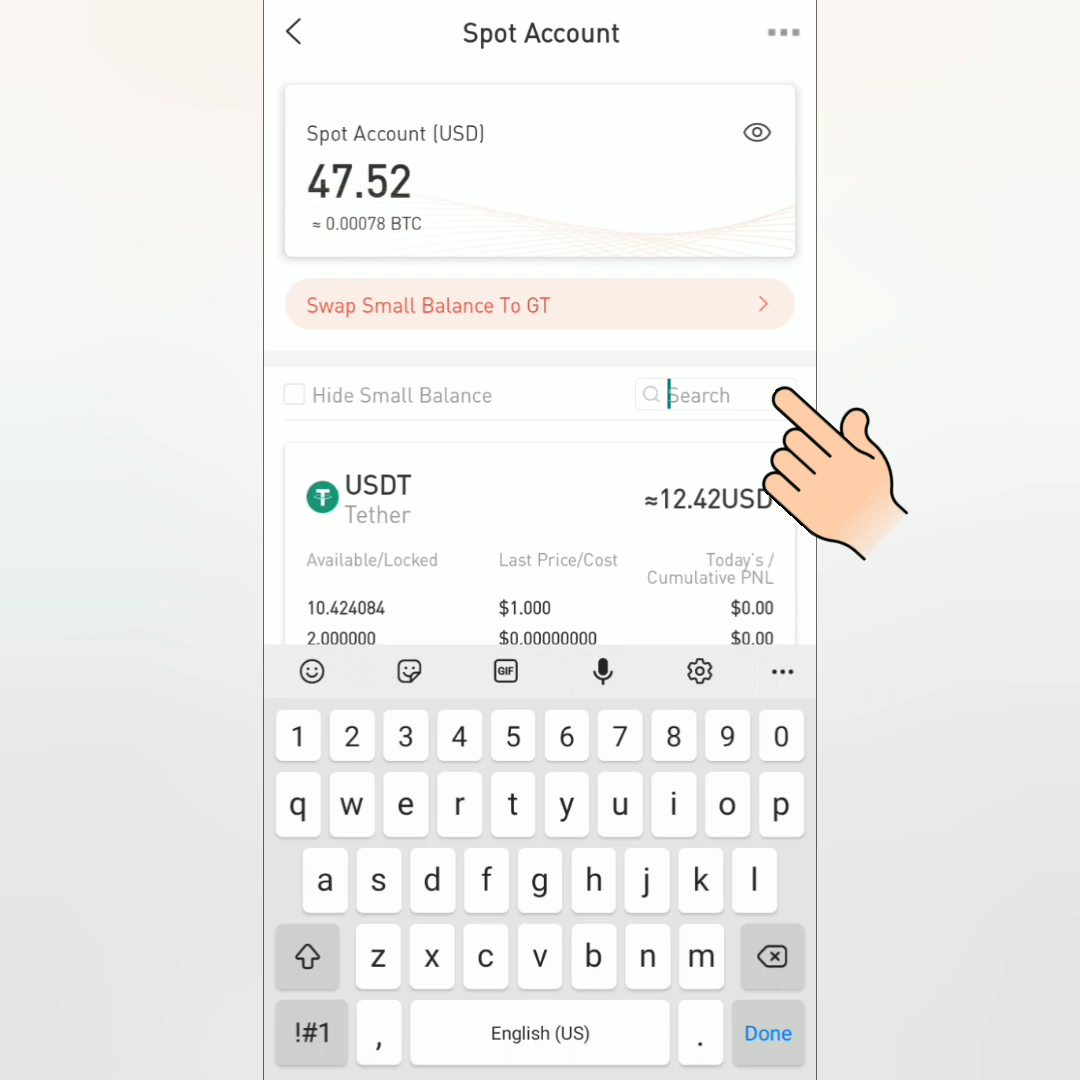 Spot Account
Spot Account (USD)
47.52
≈ 0.00078 BTC
Swap Small Balance To GT
Hide Small Balance
Search
USDT
Tether
≈12.42USD
Available/Locked
Last Price/Cost
Today's /
Cumulative PNL
10.424084
$1.000
$0.00
2.000000
$0.00000000
$0.00
GIF
1 2 3 4 5 6 7 8 9 0
q w e r t y u i o p
a s d f g h j k l
z x c v b n m
!#1 , English (US) . Done